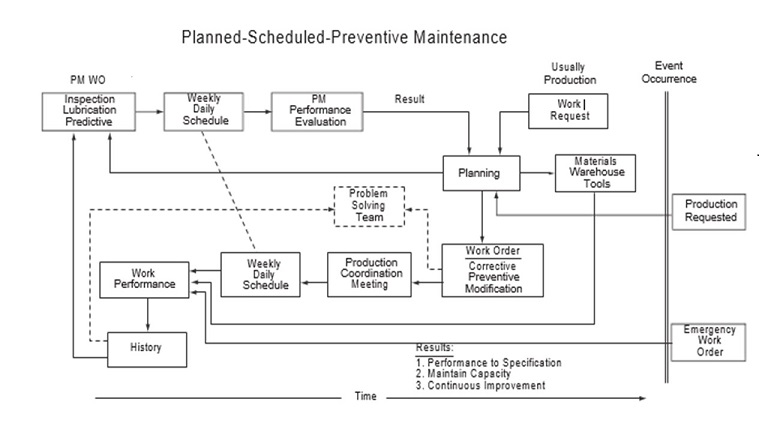 Planned-Scheduled-Preventive Maintenance
PM WO
Usually
Production
Event
Occurrence
Inspection
Lubrication
Predictive
Weekly
Daily
Schedule
PM
Performance
Evaluation
Result
Work
Request
Planning
Materials
Warehouse
Tools
Problem
Solving
Team
Production
Requested
Work Order
Corrective
Preventive
Modification
Production
Coordination
Meeting
Weekly
Daily
Schedule
Work
Performance
History
Emergency
Work
Order
Results:
1. Performance to Specification
2. Maintain Capacity
3. Continuous Improvement
Time